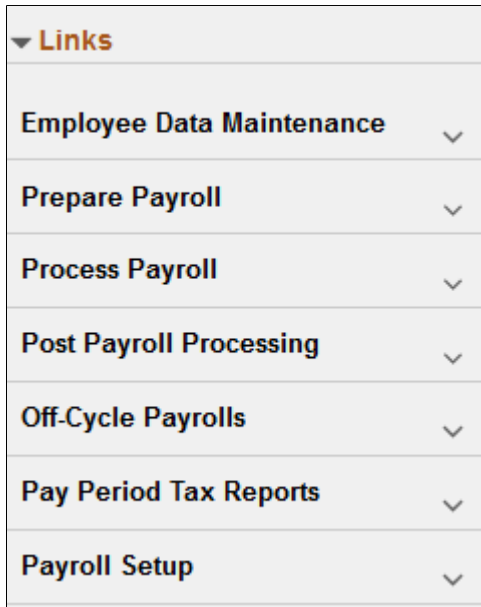 Links
Employee Data Maintenance
Prepare Payroll
Process Payroll
Post Payroll Processing
Off-Cycle Payrolls
Pay Period Tax Reports
Payroll Setup